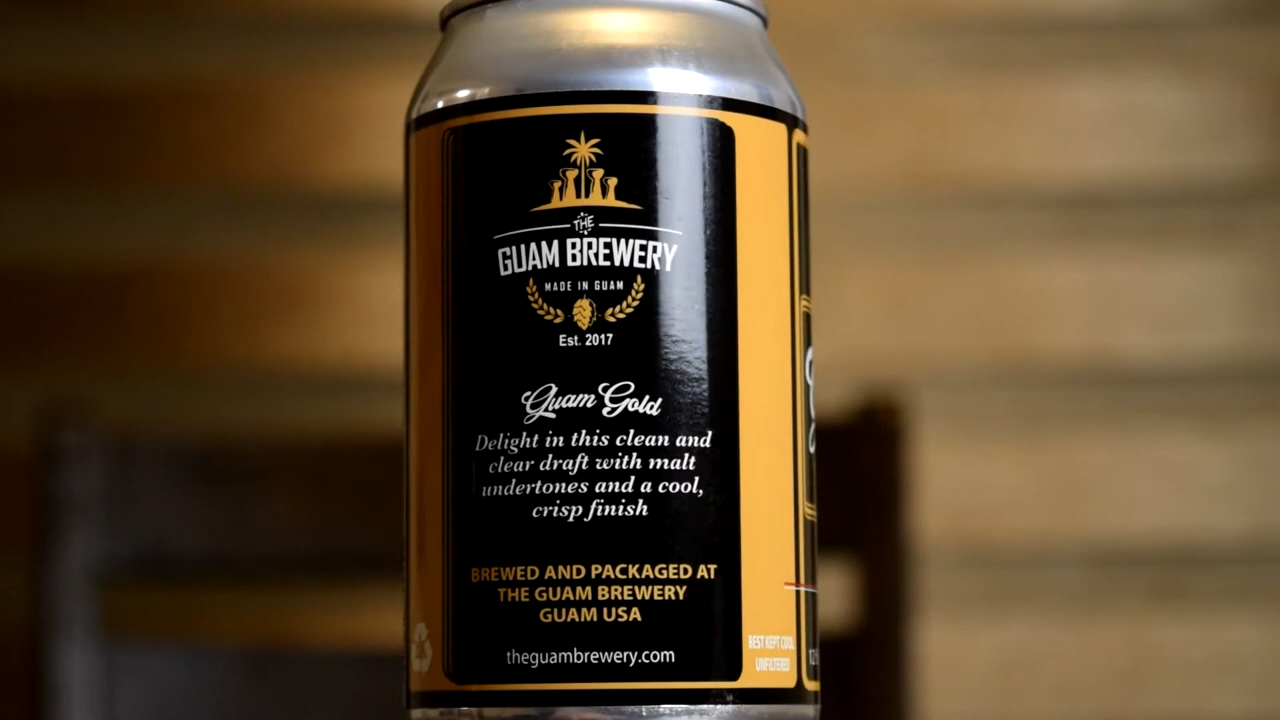 THE
GUAM BREWERY
MADE IN GUAM
Est. 2017
Guam Gold
Delight in this clean and
clear draft with malt
undertones and a cool,
crisp finish
BREWED AND PACKAGED AT
THE GUAM BREWERY
GUAM USA
theguambrewery.com
BEST KEPT COOL
UNFILTERED